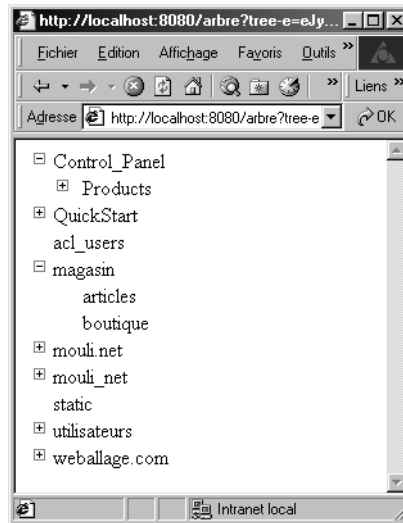 http://localhost:8080/arbre?tree-e=eJy...
Fichier Edition Affichage Favoris Outils »
» Liens »
Adresse http://localhost:8080/arbre?tree-e OK
Control_Panel
Products
QuickStart
acl_users
magasin
articles
boutique
mouli.net
mouli_net
static
utilisateurs
weballage.com
Intranet local